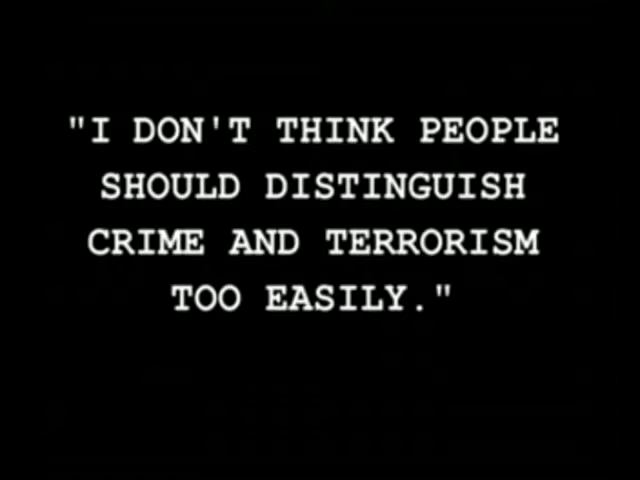 "I DON'T THINK PEOPLE
SHOULD DISTINGUISH
CRIME AND TERRORISM
TOO EASILY."